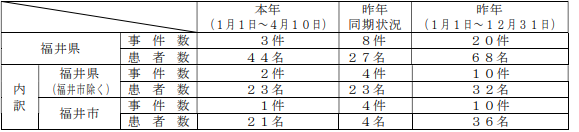 本年 昨年 昨年
(1月1日～4月10日) 同期状況 (1月1日～12月31日)
福井県 事件数 3件 8件 20件
患者数 44名 27名 68名
内訳 福井県(福井市除く) 事件数 2件 4件 10件
患者数 23名 23名 32名
福井市 事件数 1件 4件 10件
患者数 21名 4名 36名